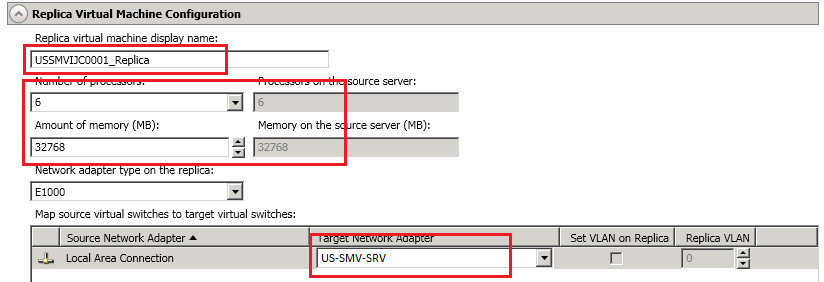 Replica Virtual Machine Configuration
Replica virtual machine display name:
USSMVIJC0001_Replica
Number of processors: Processors on the source server:
6 6
Amount of memory (MB): Memory on the source server (MB):
32768 32768
Network adapter type on the replica:
E1000
Map source virtual switches to target virtual switches:
Source Network Adapter Target Network Adapter Set VLAN on Replica Replica VLAN
Local Area Connection US-SMV-SRV 0